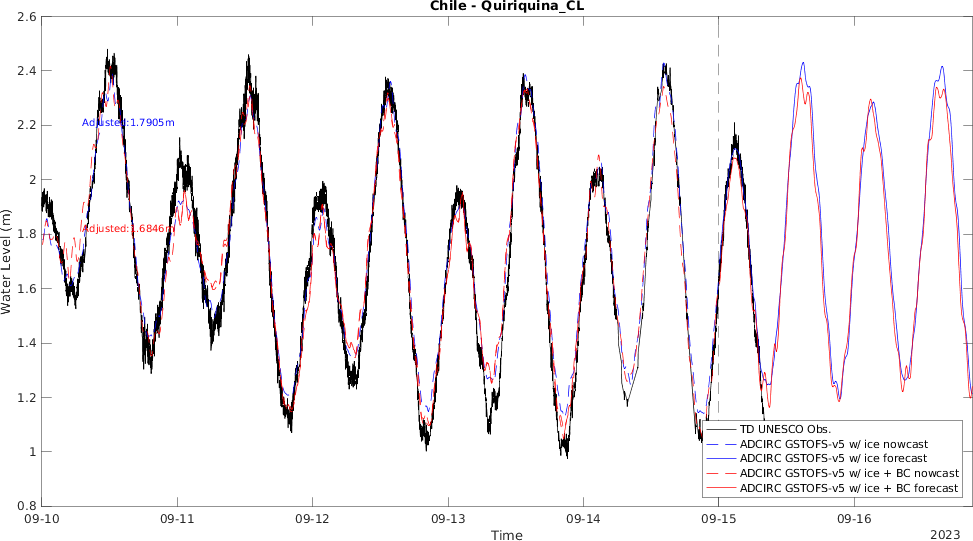 Chile - Quiriquina_CL
2.6
2.4
2.2
2
1.8
1.6
1.4
1.2
1
0.8
Water Level (m)
Adjusted:1.7905m
Adjusted:1.6846m
TD UNESCO Obs.
ADCIRC GSTOFS-v5 w/ ice nowcast
ADCIRC GSTOFS-v5 w/ ice forecast
ADCIRC GSTOFS-v5 w/ ice + BC nowcast
ADCIRC GSTOFS-v5 w/ ice + BC forecast
09-10 09-11 09-12 09-13 09-14 09-15 09-16
Time
2023